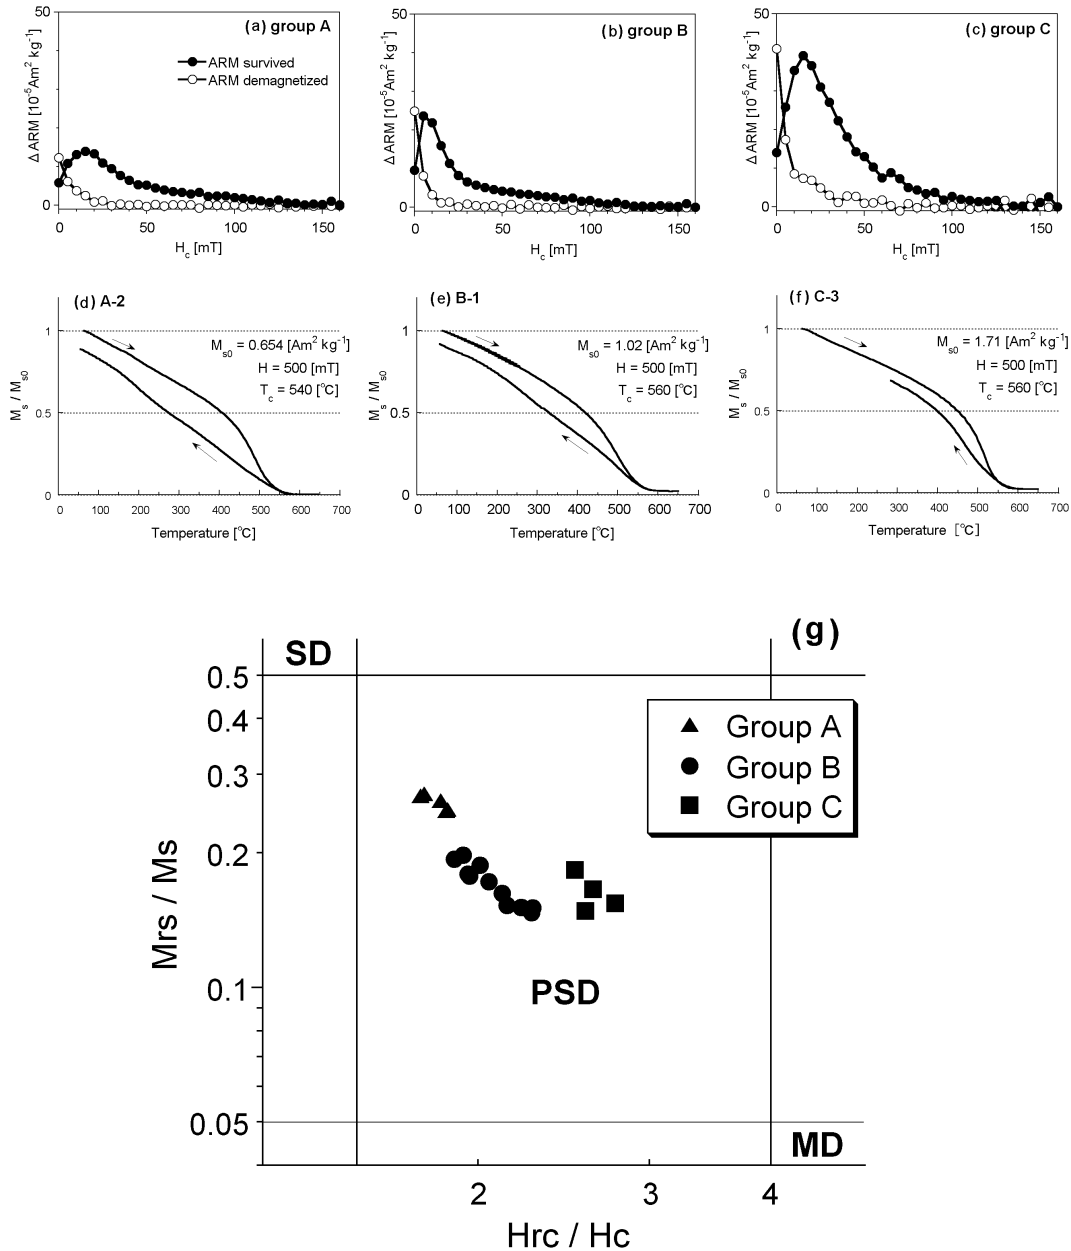 (a) group A
ARM survived
ARM demagnetized
Δ ARM [10⁻⁵Am² kg⁻¹]
50
0
0 50 100 150
H_c [mT]
(b) group B
Δ ARM [10⁻⁵Am² kg⁻¹]
50
0
0 50 100 150
H_c [mT]
(c) group C
Δ ARM [10⁻⁵Am² kg⁻¹]
50
0
0 50 100 150
H_c [mT]
(d) A-2
M_s0 = 0.654 [Am² kg⁻¹]
H = 500 [mT]
T_c = 540 [°C]
M_s / M_s0
1
0.5
0
0 100 200 300 400 500 600 700
Temperature [°C]
(e) B-1
M_s0 = 1.02 [Am² kg⁻¹]
H = 500 [mT]
T_c = 560 [°C]
M_s / M_s0
1
0.5
0
0 100 200 300 400 500 600 700
Temperature [°C]
(f) C-3
M_s0 = 1.71 [Am² kg⁻¹]
H = 500 [mT]
T_c = 560 [°C]
M_s / M_s0
1
0.5
0
0 100 200 300 400 500 600 700
Temperature [°C]
(g)
SD
Group A
Group B
Group C
PSD
MD
Mrs / Ms
0.5
0.4
0.3
0.2
0.1
0.05
2 3 4
Hrc / Hc